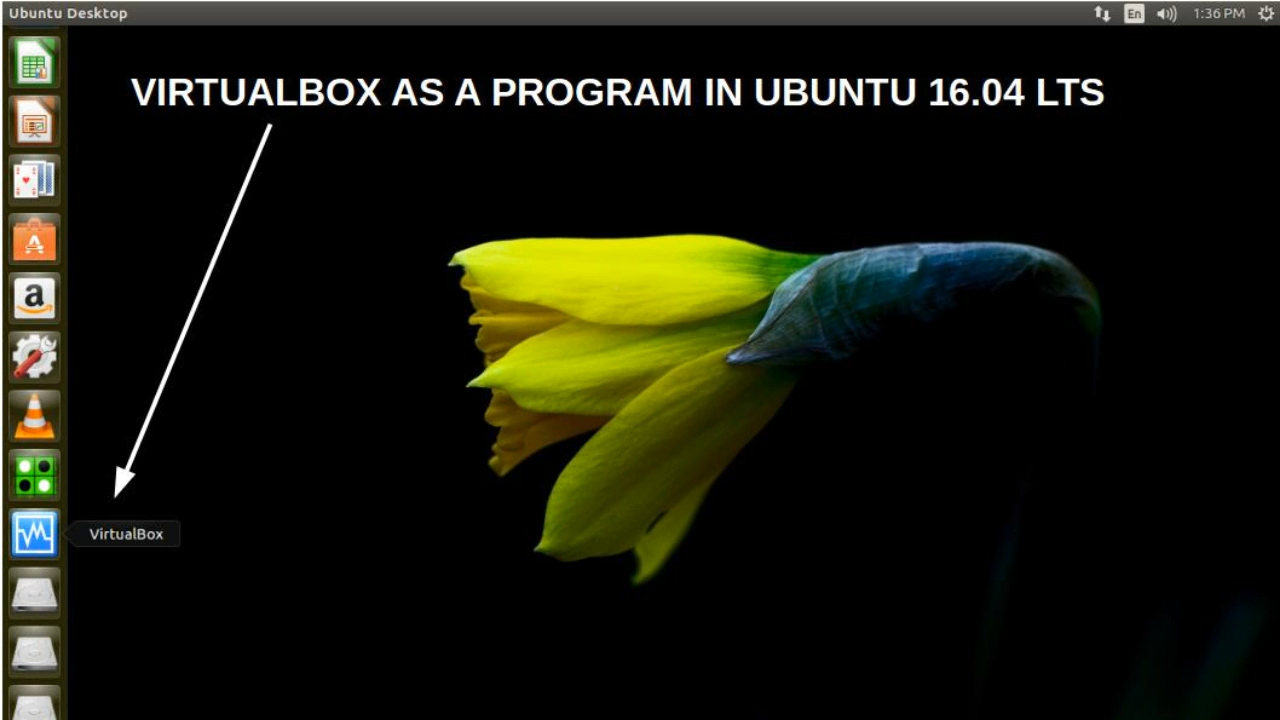 Ubuntu Desktop
En
1:36 PM
VIRTUALBOX AS A PROGRAM IN UBUNTU 16.04 LTS
a
VirtualBox